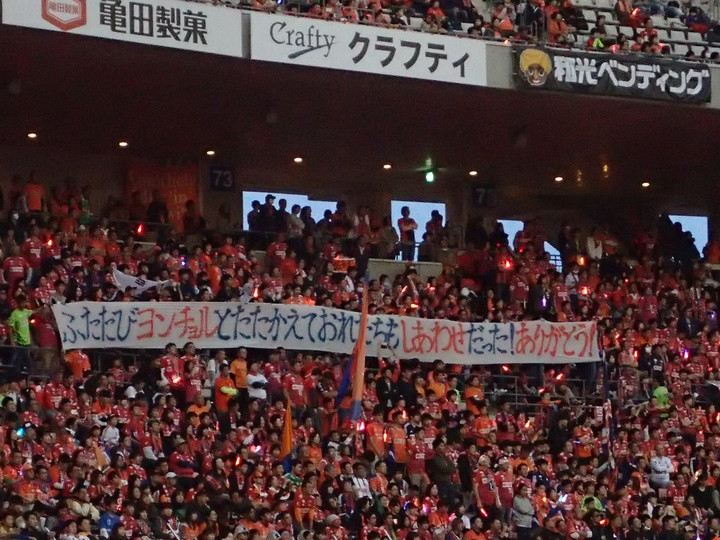 亀田製菓
Crafty クラフティ
和光ベンディング
73
ふたたびヨンチョルとたたかえておれたちもしあわせだった!ありがとう!